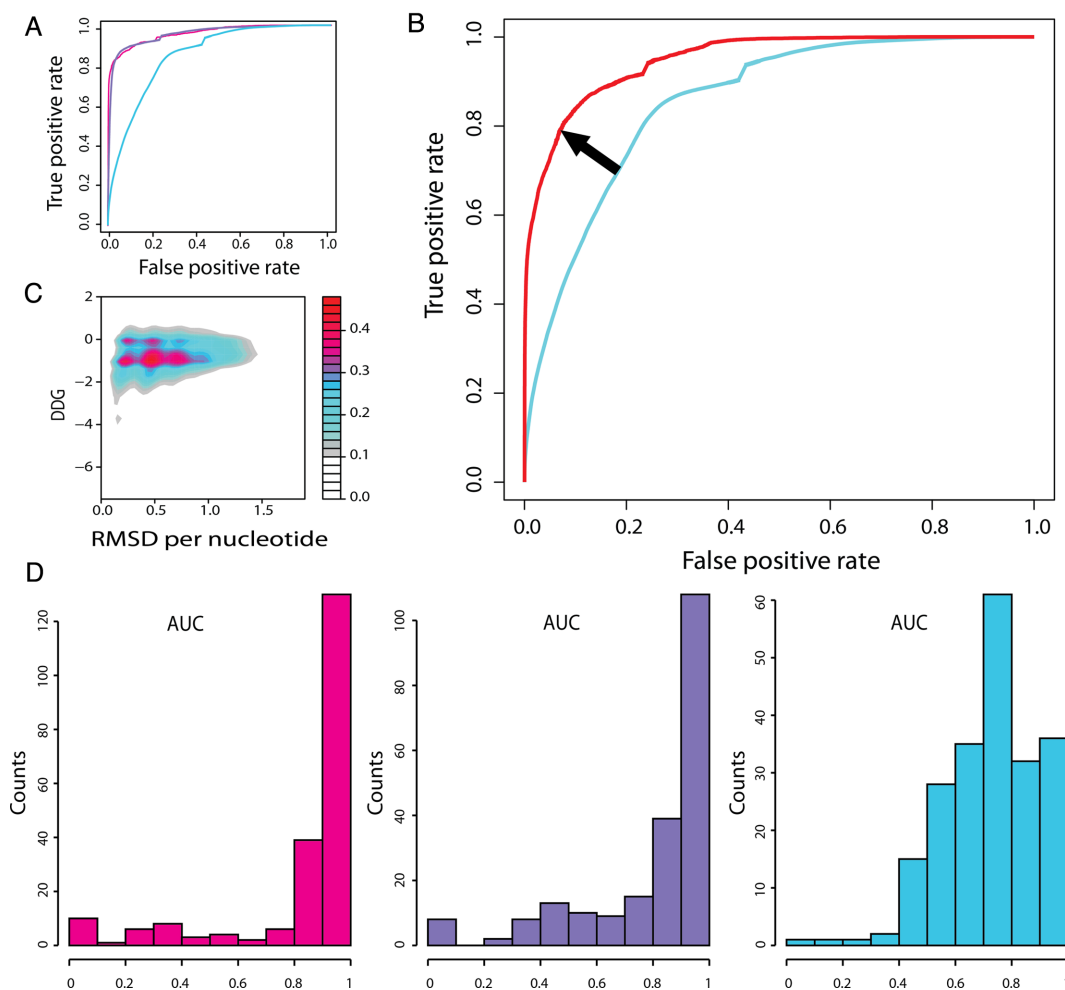 A
True positive rate
1.0
0.8
0.6
0.4
0.2
0.0
0.0 0.2 0.4 0.6 0.8 1.0
False positive rate
B
True positive rate
1.0
0.8
0.6
0.4
0.2
0.0
0.0 0.2 0.4 0.6 0.8 1.0
False positive rate
C
DDG
2
0
−2
−4
−6
0.0 0.5 1.0 1.5
RMSD per nucleotide
0.4
0.3
0.2
0.1
0.0
D
AUC
Counts
120
100
80
60
40
20
0
0 0.2 0.4 0.6 0.8 1
AUC
Counts
100
80
60
40
20
0
0 0.2 0.4 0.6 0.8 1
AUC
Counts
60
50
40
30
20
10
0
0 0.2 0.4 0.6 0.8